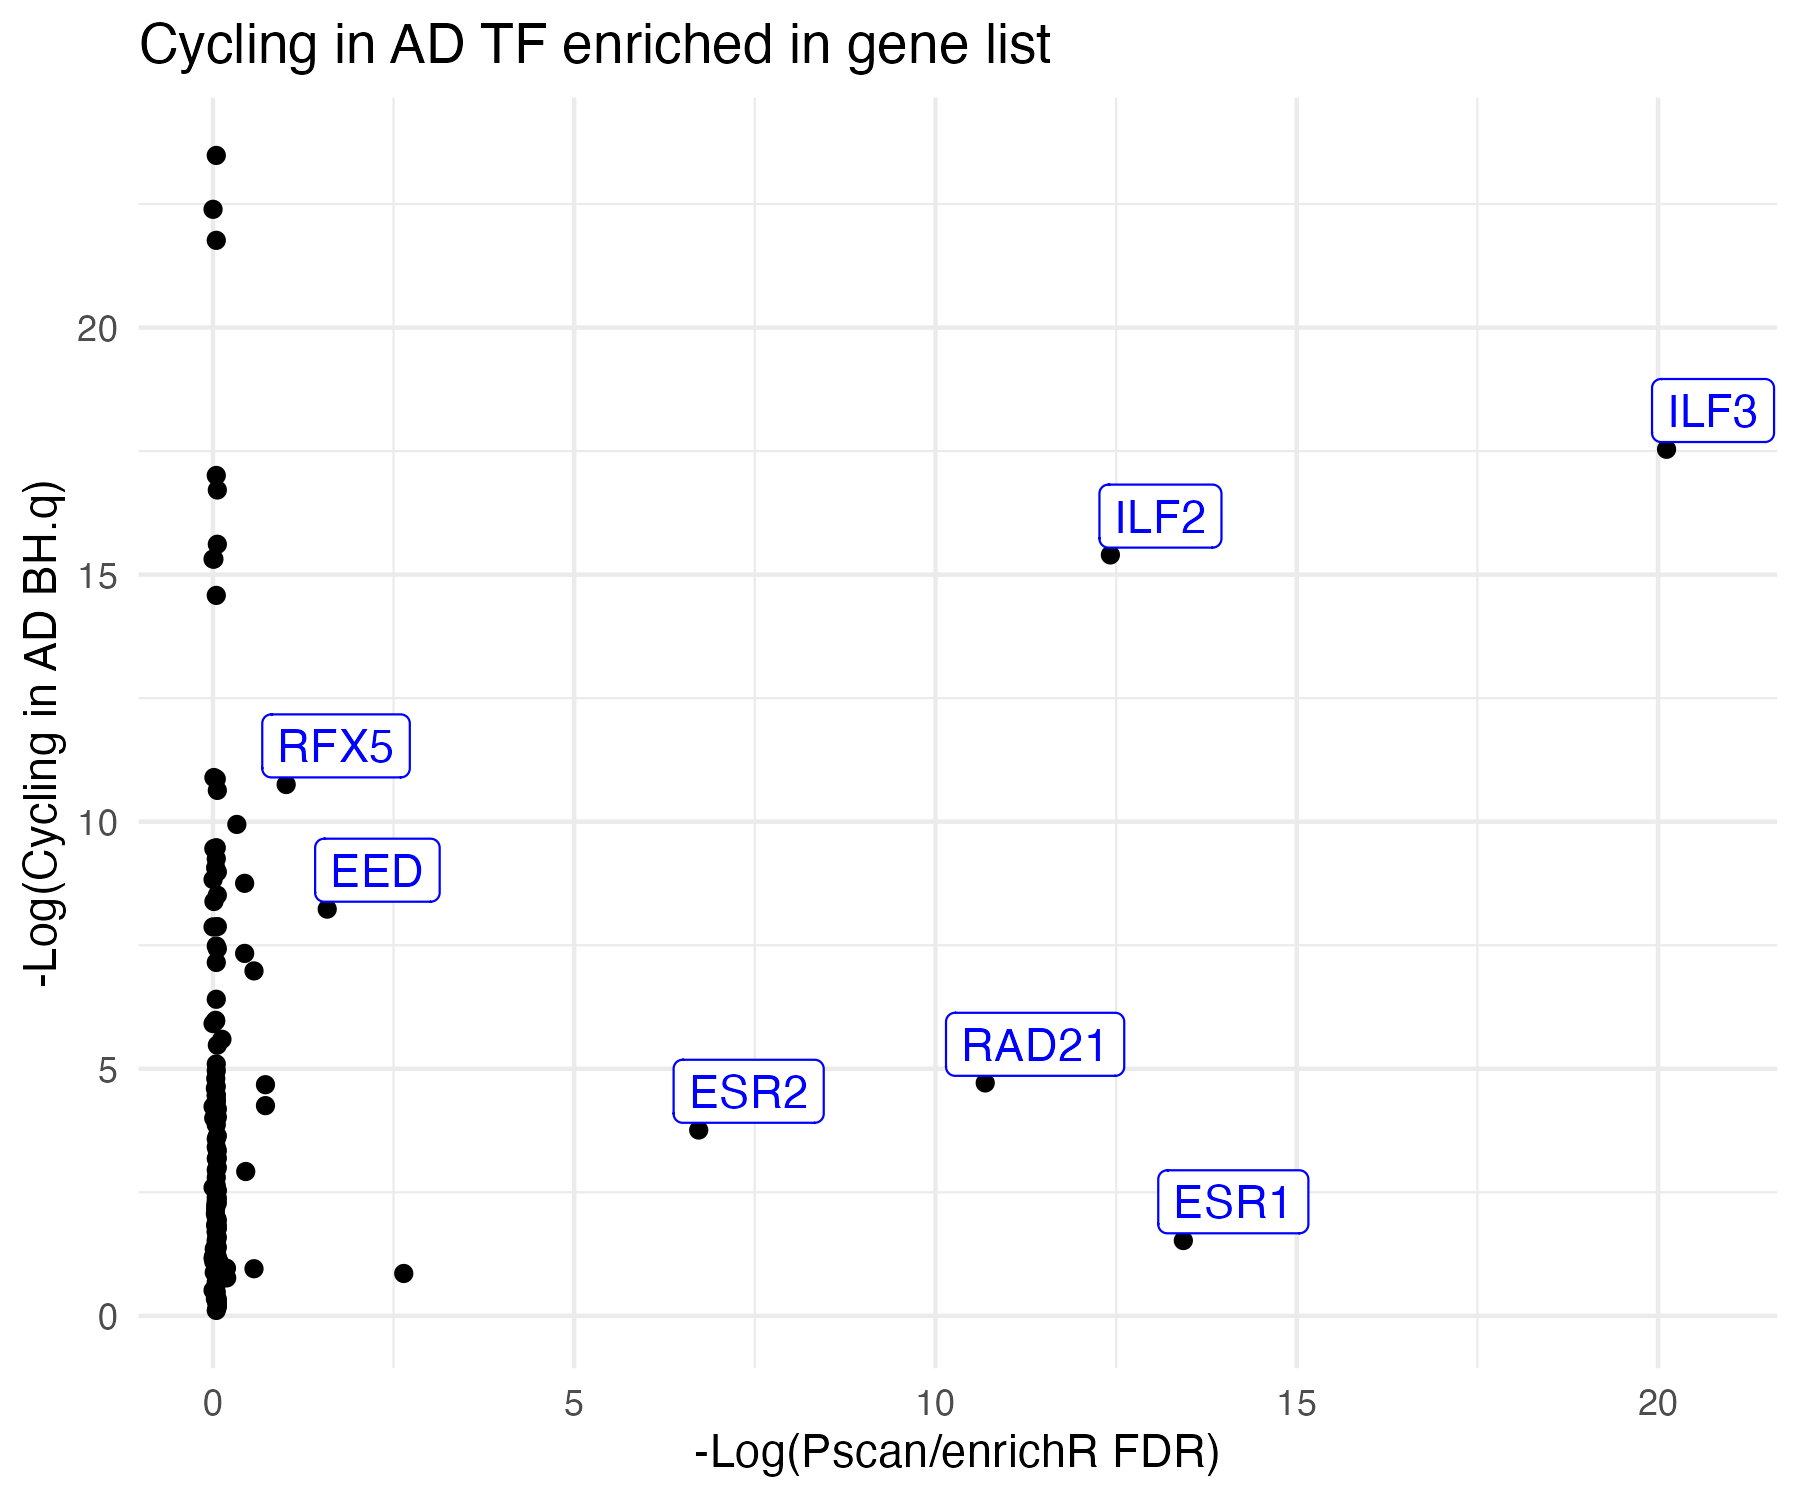 Cycling in AD TF enriched in gene list
-Log(Cycling in AD BH.q)
20
15
10
5
0
ILF3
ILF2
RFX5
EED
RAD21
ESR2
ESR1
0 5 10 15 20
-Log(Pscan/enrichR FDR)